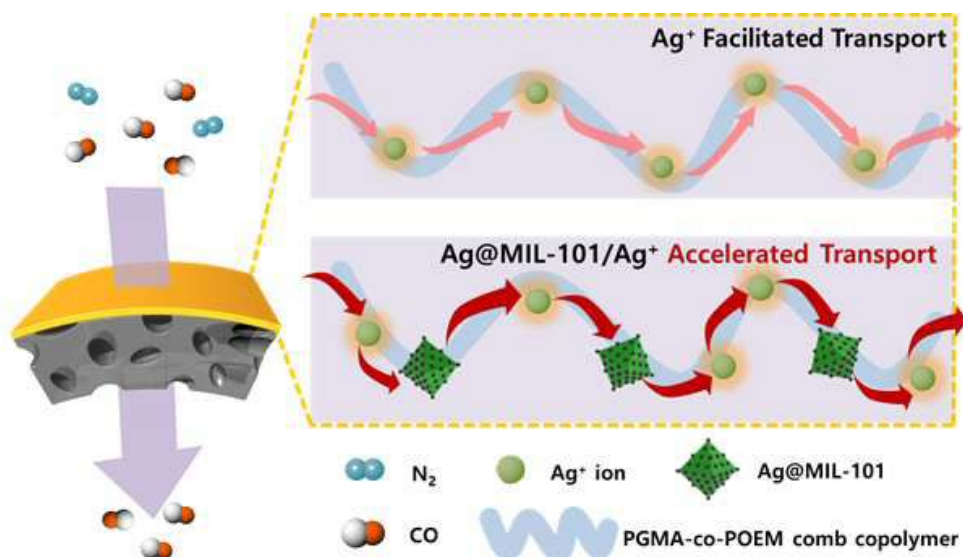 Ag⁺ Facilitated Transport
Ag@MIL-101/Ag⁺ Accelerated Transport
N₂
Ag⁺ ion
Ag@MIL-101
CO
PGMA-co-POEM comb copolymer